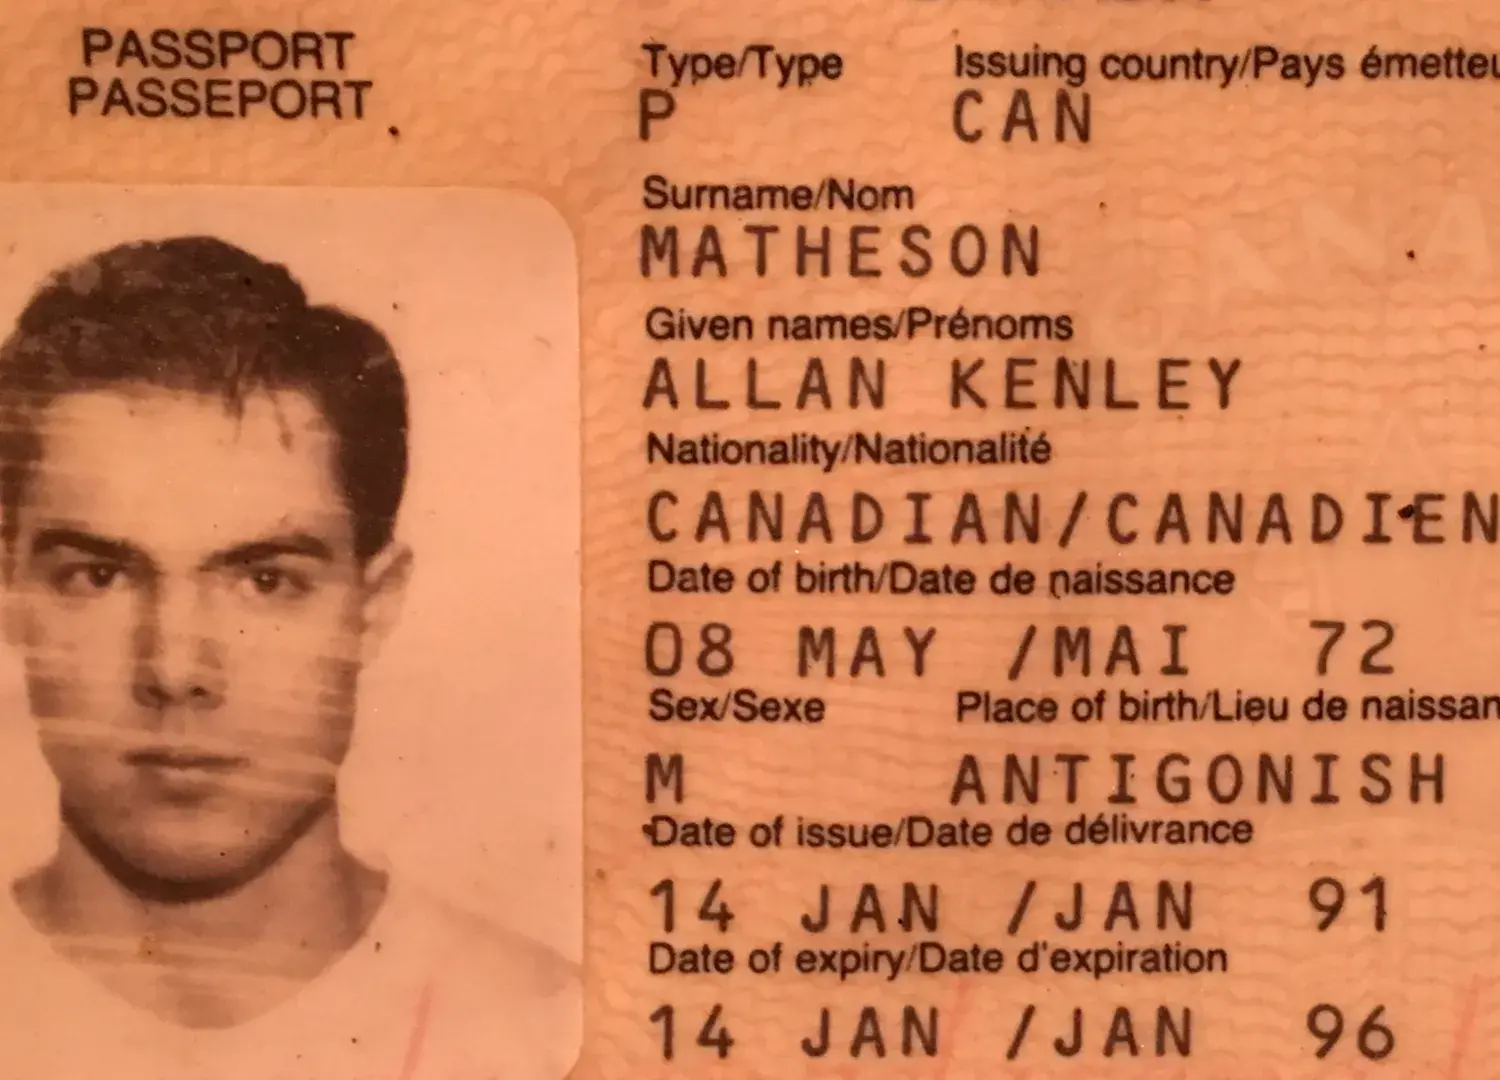 PASSPORT
PASSEPORT
Type/Type Issuing country/Pays émetteu
P CAN
Surname/Nom
MATHESON
Given names/Prénoms
ALLAN KENLEY
Nationality/Nationalité
CANADIAN/CANADIEN
Date of birth/Date de naissance
08 MAY /MAI 72
Sex/Sexe Place of birth/Lieu de naissan
M ANTIGONISH
Date of issue/Date de délivrance
14 JAN /JAN 91
Date of expiry/Date d'expiration
14 JAN /JAN 96